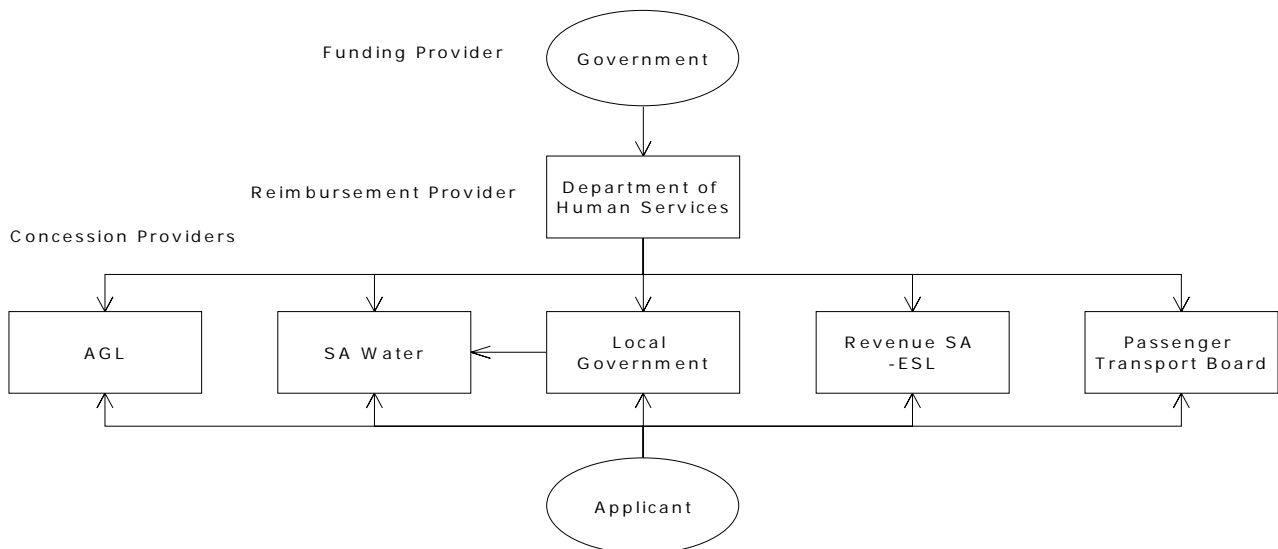 Funding Provider
Government
Reimbursement Provider
Department of
Human Services
Concession Providers
AGL
SA Water
Local
Government
Revenue SA
-ESL
Passenger
Transport Board
Applicant